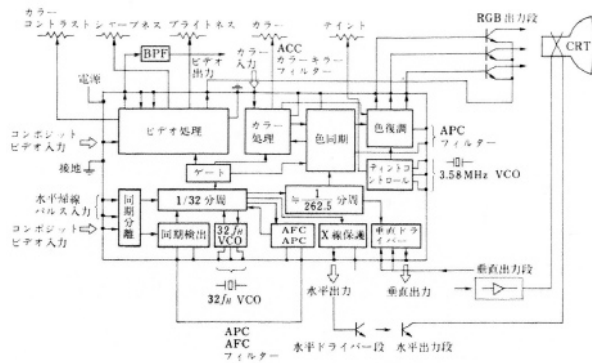 カラー
コントラスト シャープネス ブライトネス カラー ティント
RGB 出力段
CRT
BPF
ビデオ
出力
カラー
入力
ACC
カラーキラー
フィルター
電源
コンポジット
ビデオ入力
接地
ビデオ処理
カラー
処理
色同期
色復調
APC
フィルター
ゲート
ティントコ
ントロール
3.58 MHz VCO
水平帰線
パルス入力
コンポジット
ビデオ入力
同期分離
1/32 分周
≒ 1/262.5 分周
同期検出
32fH
VCO
AFC
APC
X線保護
垂直ドラ
イバー
32fH VCO
水平出力
垂直出力
垂直出力段
APC
AFC
フィルター
水平ドライバー段
水平出力段